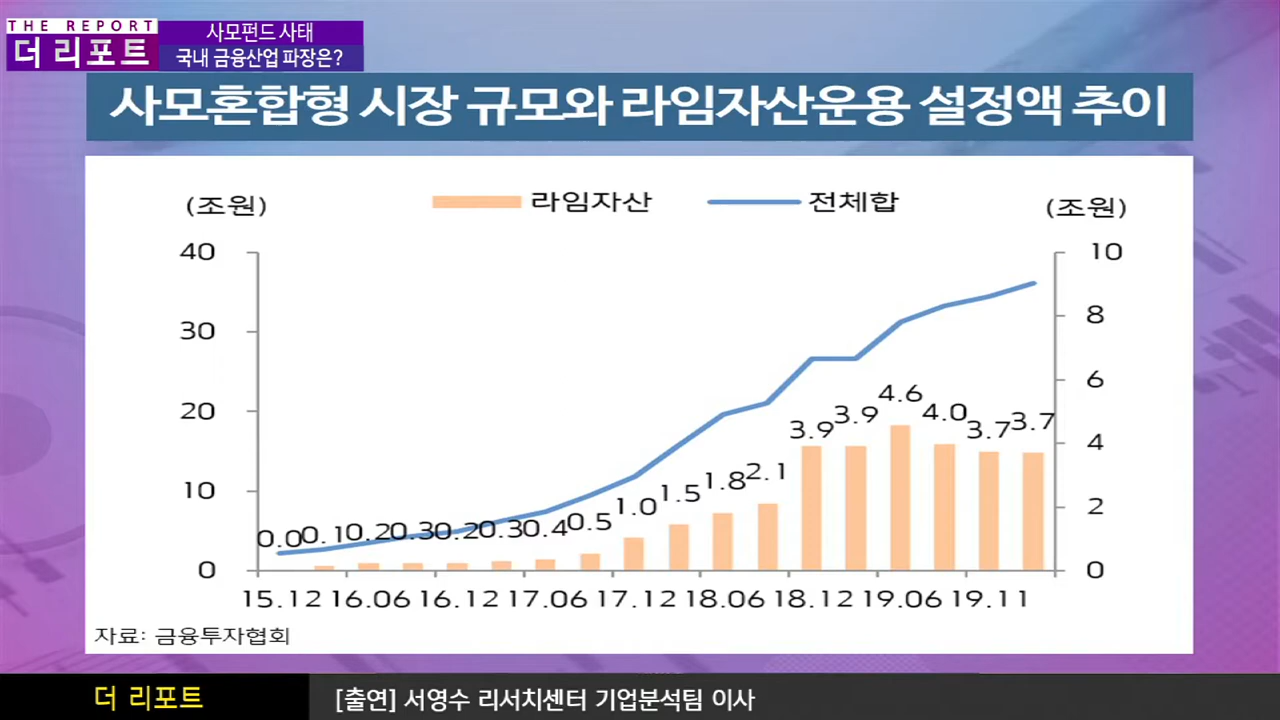 THE REPORT
더 리포트
사모펀드 사태
국내 금융산업 파장은?
사모혼합형 시장 규모와 라임자산운용 설정액 추이
(조원) 라임자산 전체합 (조원)
40 10
30 8
20 6
10 4
0 2
0
0.0 0.1 0.2 0.3 0.2 0.3 0.4 0.5 1.0 1.5 1.8 2.1 3.9 3.9 4.6 4.0 3.7 3.7
15.12 16.06 16.12 17.06 17.12 18.06 18.12 19.06 19.11
자료: 금융투자협회
더 리포트 [출연] 서영수 리서치센터 기업분석팀 이사